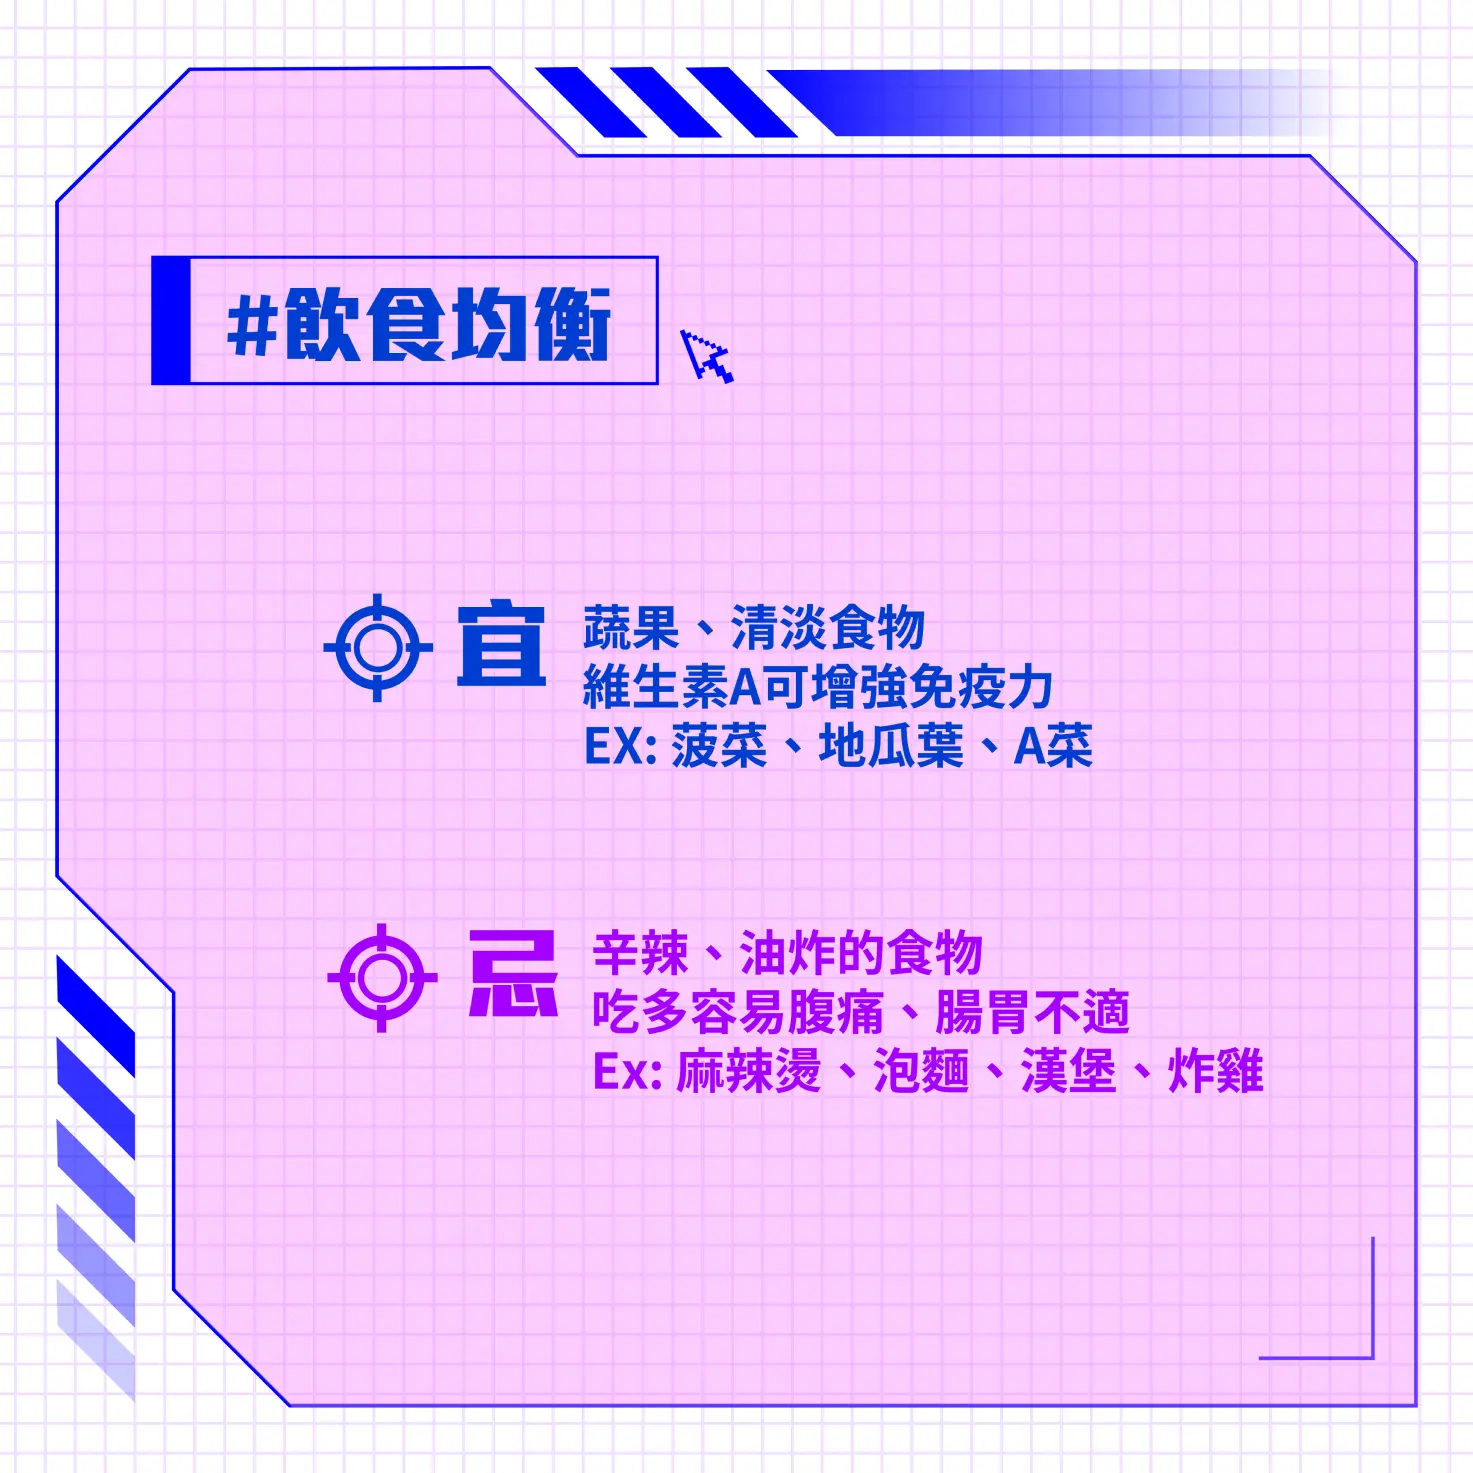 #飲食均衡
宜
蔬果、清淡食物
維生素A可增強免疫力
EX: 菠菜、地瓜葉、A菜
忌
辛辣、油炸的食物
吃多容易腹痛、腸胃不適
Ex: 麻辣燙、泡麵、漢堡、炸雞